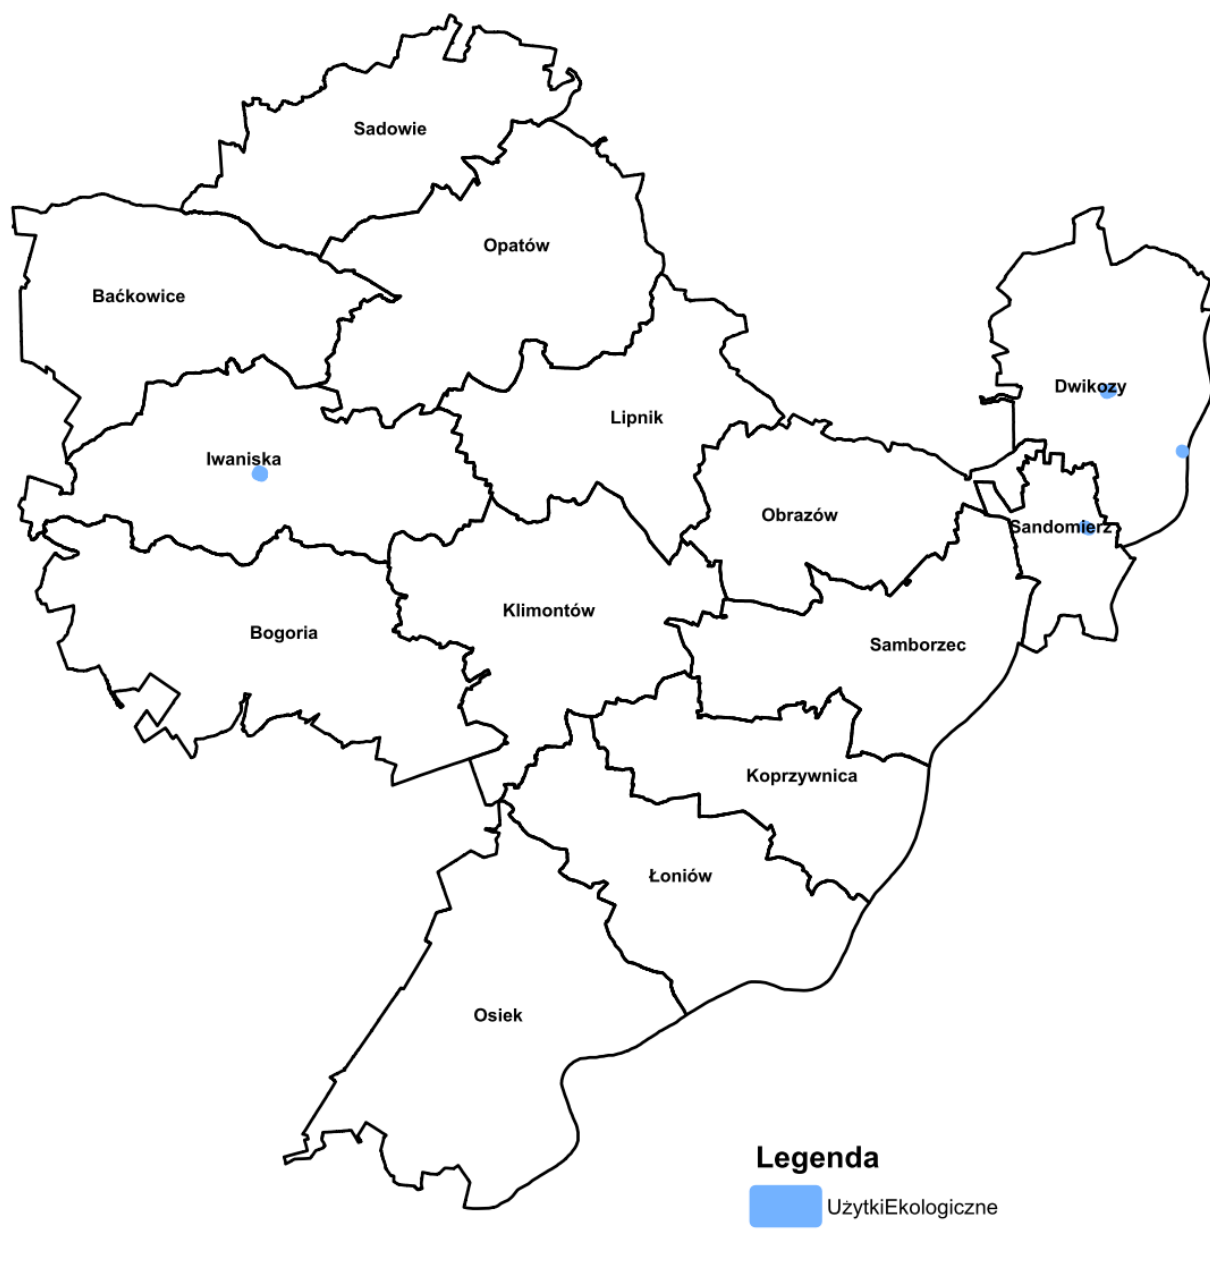 Sadowie
Opatów
Baćkowice
Dwikozy
Lipnik
Iwaniska
Obrazów
Sandomierz
Klimontów
Bogoria
Samborzec
Koprzywnica
Łoniów
Osiek
Legenda
UżytkiEkologiczne